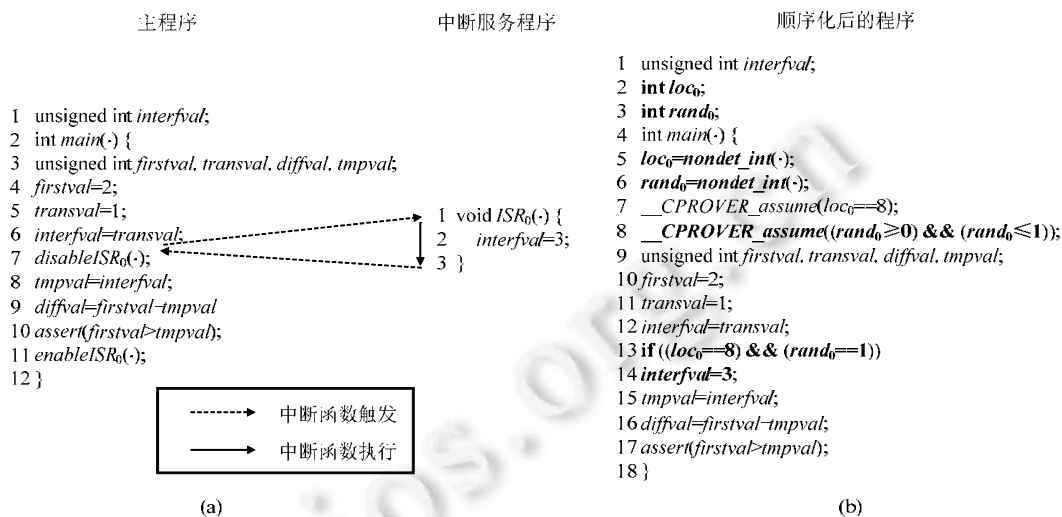 主程序
中断服务程序
顺序化后的程序
1 unsigned int interfval;
2 int main(·) {
3 unsigned int firstval, transval, diffval, tmpval;
4 firstval=2;
5 transval=1;
6 interfval=transval;
7 disableISR₀(·);
8 tmpval=interfval;
9 diffval=firstval−tmpval
10 assert(firstval>tmpval);
11 enableISR₀(·);
12 }
1 void ISR₀(·) {
2 interfval=3;
3 }
中断函数触发
中断函数执行
(a)
1 unsigned int interfval;
2 int loc₀;
3 int rand₀;
4 int main(·) {
5 loc₀=nondet_int(·);
6 rand₀=nondet_int(·);
7 __CPROVER_assume(loc₀==8);
8 __CPROVER_assume((rand₀≥0) && (rand₀≤1));
9 unsigned int firstval, transval, diffval, tmpval;
10 firstval=2;
11 transval=1;
12 interfval=transval;
13 if ((loc₀==8) && (rand₀==1))
14 interfval=3;
15 tmpval=interfval;
16 diffval=firstval−tmpval;
17 assert(firstval>tmpval);
18 }
(b)